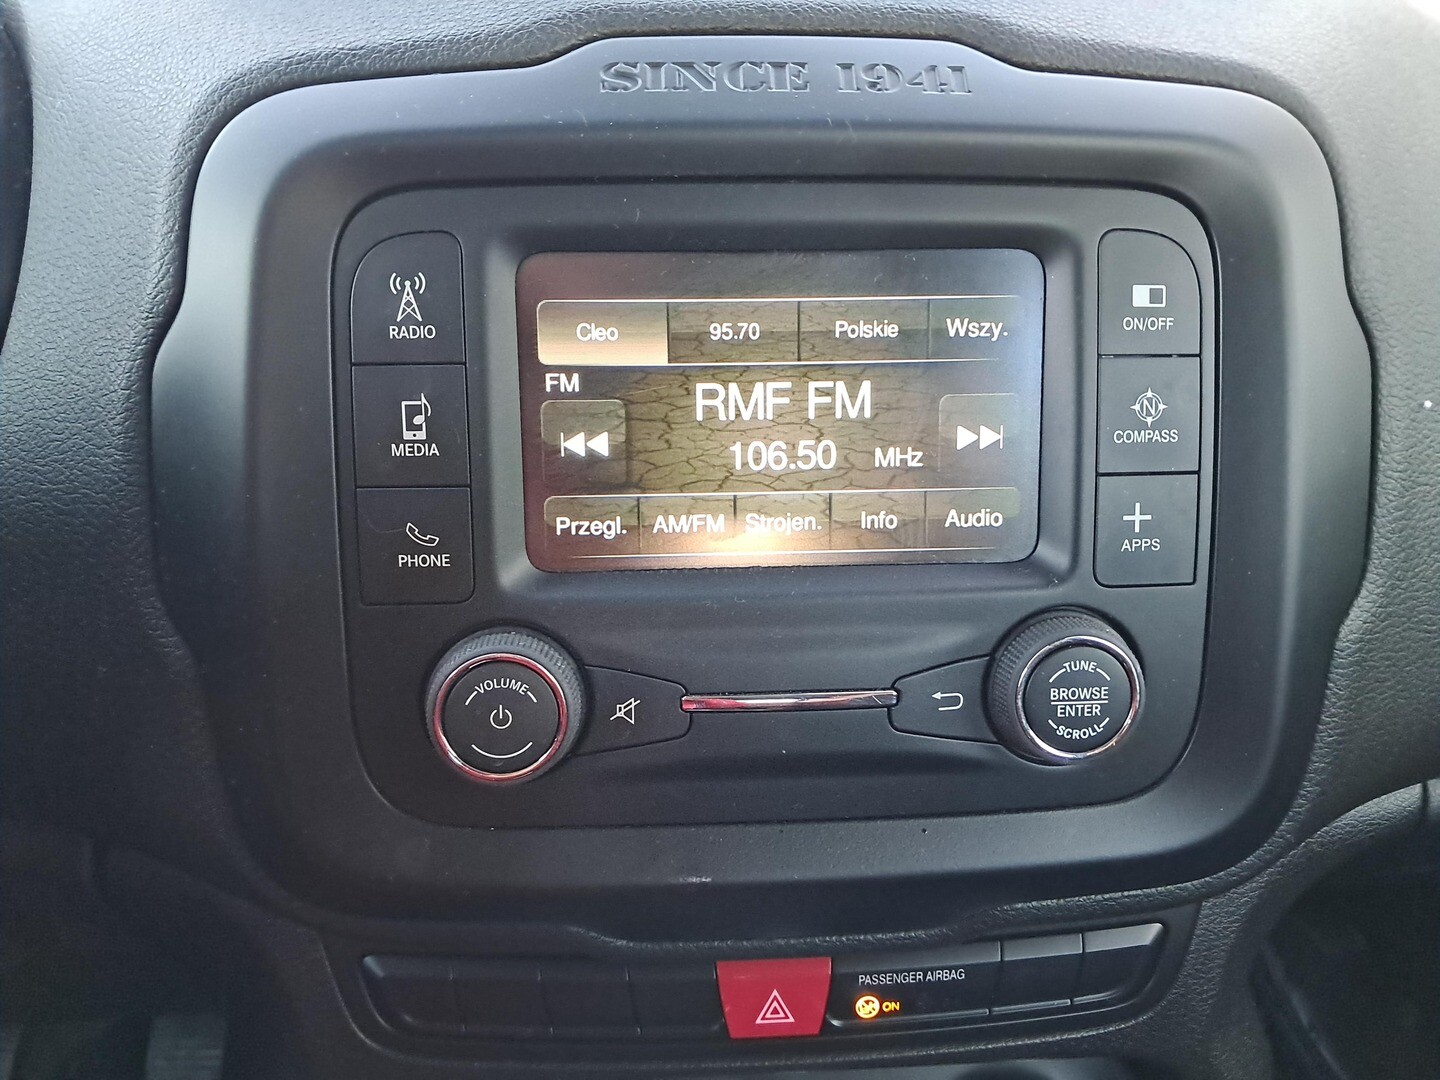 SINCE 1941
RADIO
MEDIA
PHONE
Cleo 95.70 Polskie Wszy.
FM
RMF FM
106.50 MHz
Przegl. AM/FM Strojen. Info Audio
ON/OFF
N
COMPASS
APPS
VOLUME
TUNE
BROWSE
ENTER
SCROLL
PASSENGER AIRBAG
ON